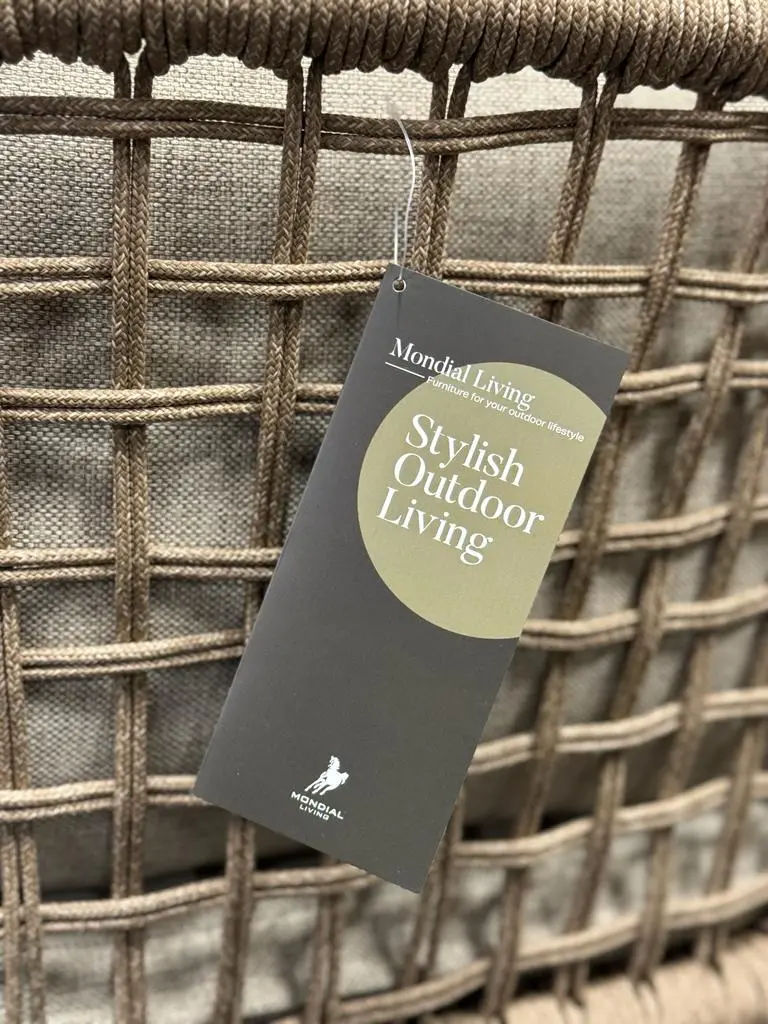 Mondial Living
Furniture for your outdoor lifestyle
Stylish
Outdoor
Living
MONDIAL
LIVING